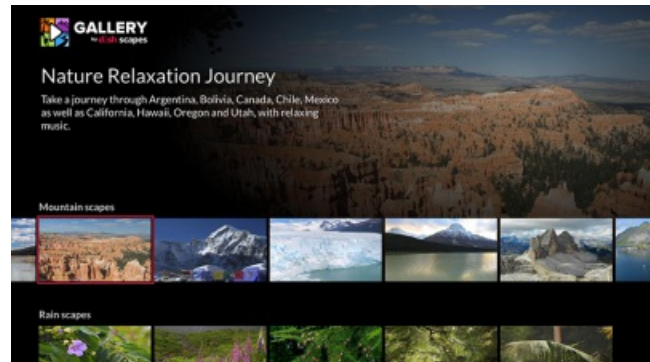 GALLERY
by dish scapes
Nature Relaxation Journey
Take a journey through Argentina, Bolivia, Canada, Chile, Mexico
as well as California, Hawaii, Oregon and Utah, with relaxing
music.
Mountain scapes
Rain scapes